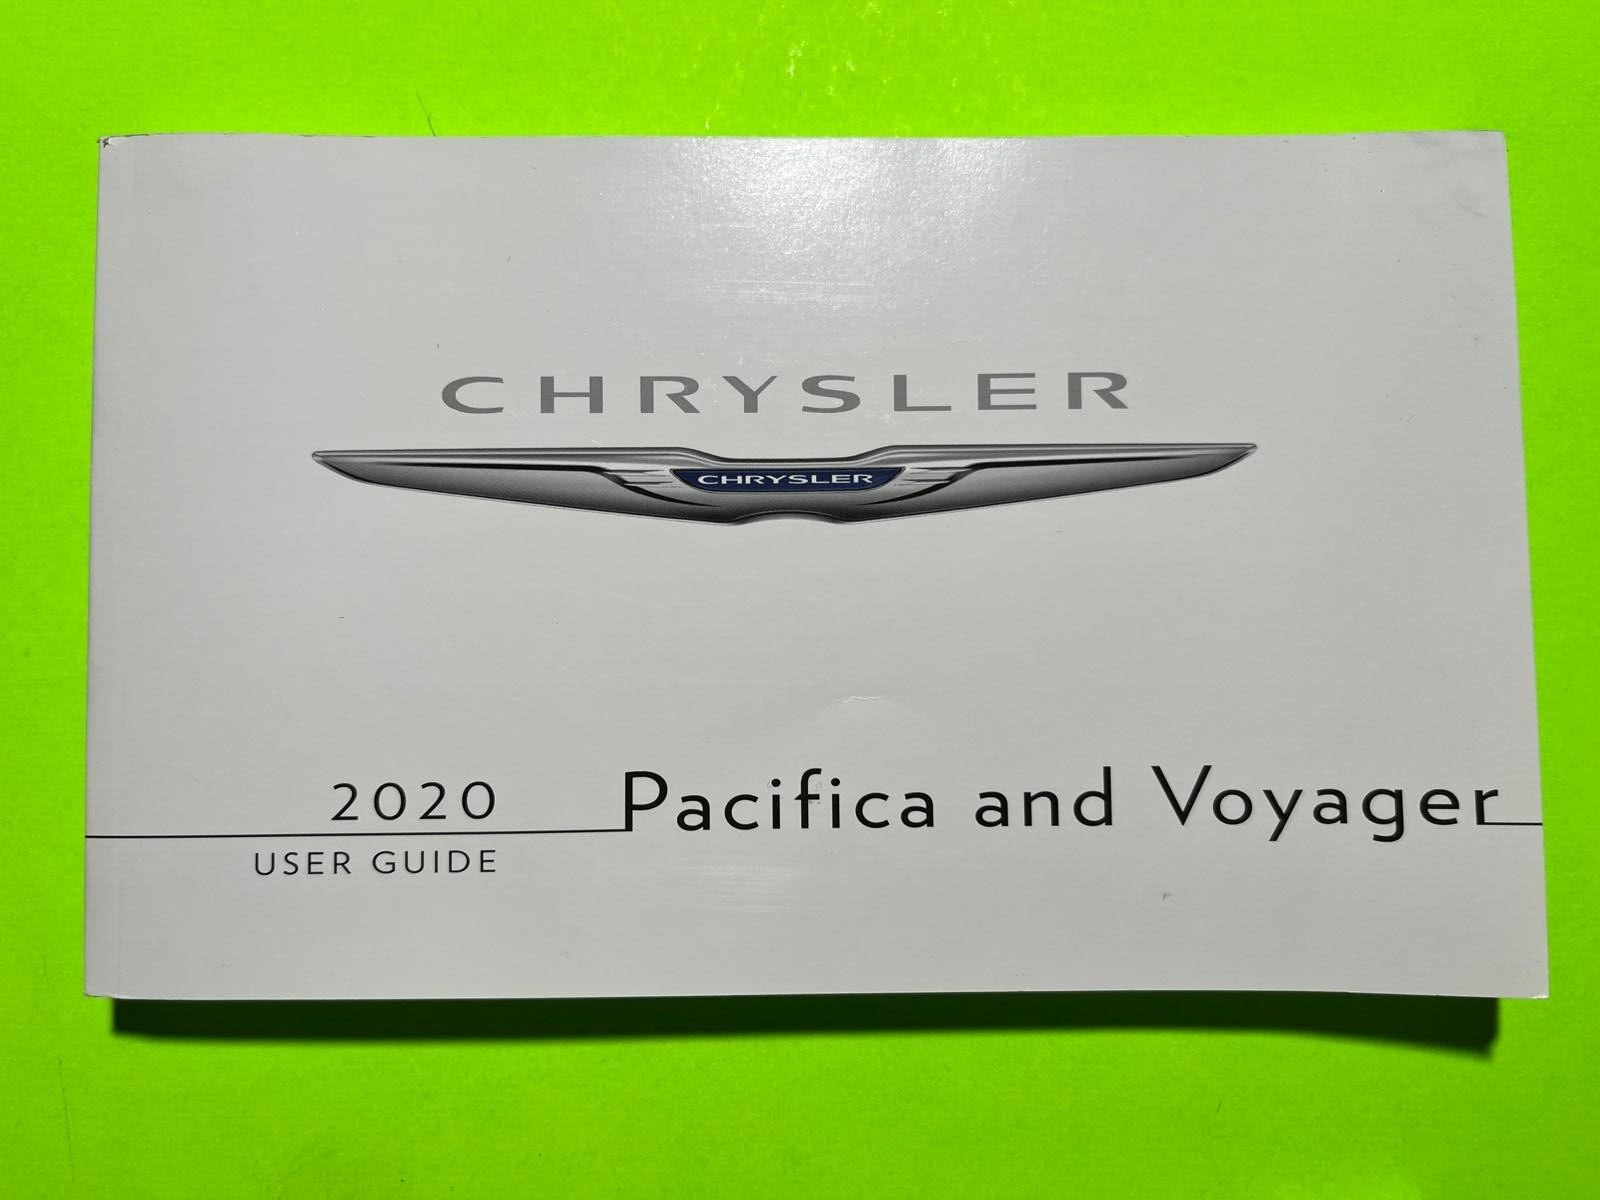 CHRYSLER
CHRYSLER
2020 Pacifica and Voyager
USER GUIDE